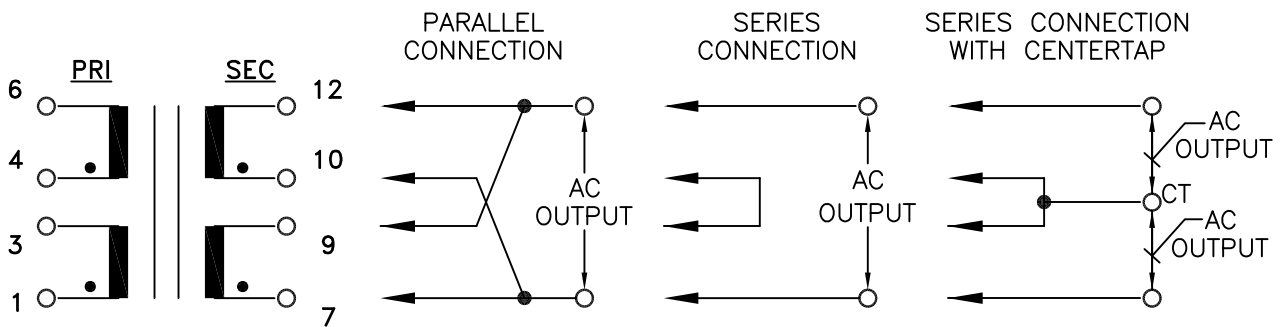 PARALLEL
CONNECTION
SERIES
CONNECTION
SERIES CONNECTION
WITH CENTERTAP
PRI
SEC
6
12
4
10
3
9
1
7
AC
OUTPUT
AC
OUTPUT
AC
OUTPUT
CT
AC
OUTPUT